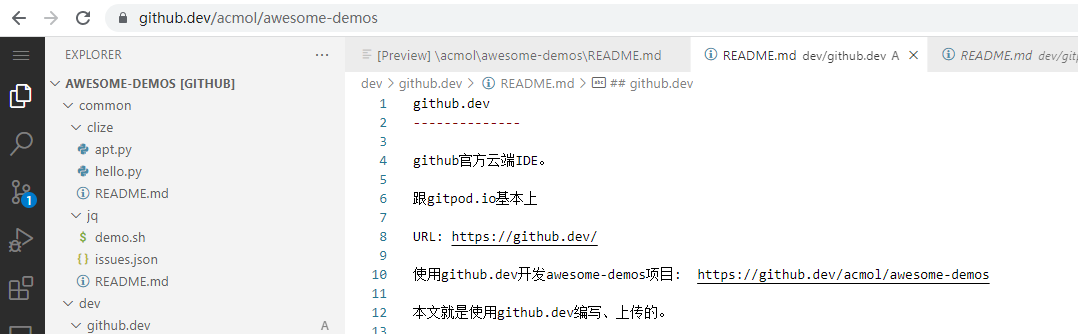 github.dev/acmol/awesome-demos
EXPLORER ···
[Preview] \acmol\awesome-demos\README.md
README.md dev/github.dev A
README.md dev/git
AWESOME-DEMOS [GITHUB]
common
clize
apt.py
hello.py
README.md
jq
$ demo.sh
{} issues.json
README.md
dev
github.dev A
1
dev > github.dev > README.md > abc ## github.dev
1 github.dev
2 --------------
3
4 github官方云端IDE。
5
6 跟gitpod.io基本上
7
8 URL: https://github.dev/
9
10 使用github.dev开发awesome-demos项目: https://github.dev/acmol/awesome-demos
11
12 本文就是使用github.dev编写、上传的。
13